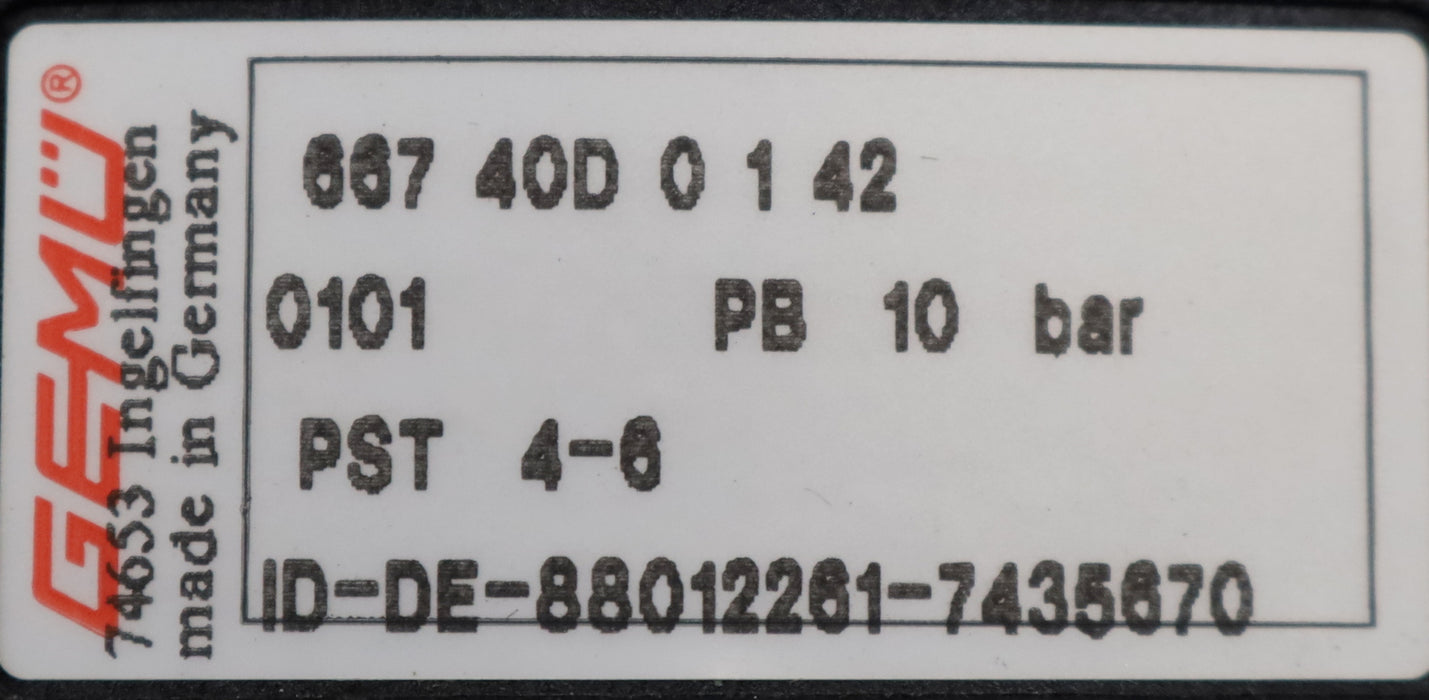 GEMÜ®
74653 Ingelfingen
made in Germany
667 40D 0 1 42
0101 PB 10 bar
PST 4-6
ID-DE-88012261-7435670